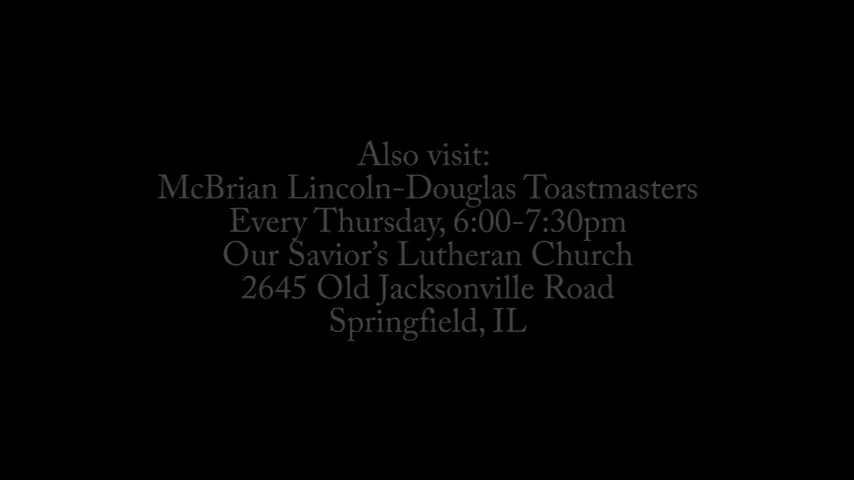 Also visit:
McBrian Lincoln-Douglas Toastmasters
Every Thursday, 6:00-7:30pm
Our Savior’s Lutheran Church
2645 Old Jacksonville Road
Springfield, IL